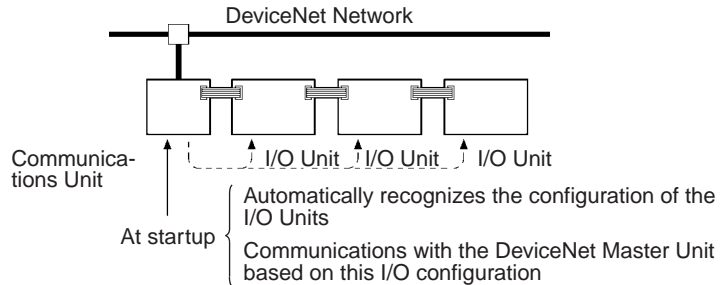 DeviceNet Network
Communica-
tions Unit
I/O Unit
I/O Unit
I/O Unit
At startup
Automatically recognizes the configuration of the
I/O Units
Communications with the DeviceNet Master Unit
based on this I/O configuration